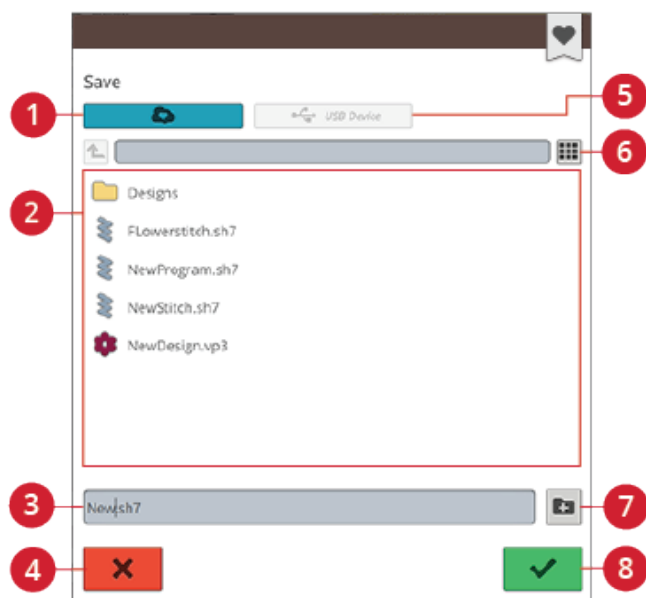 Save
1
USB Device
5
6
2
Designs
FLowerstitch.sh7
NewProgram.sh7
NewStitch.sh7
NewDesign.vp3
3
New.sh7
7
4
8